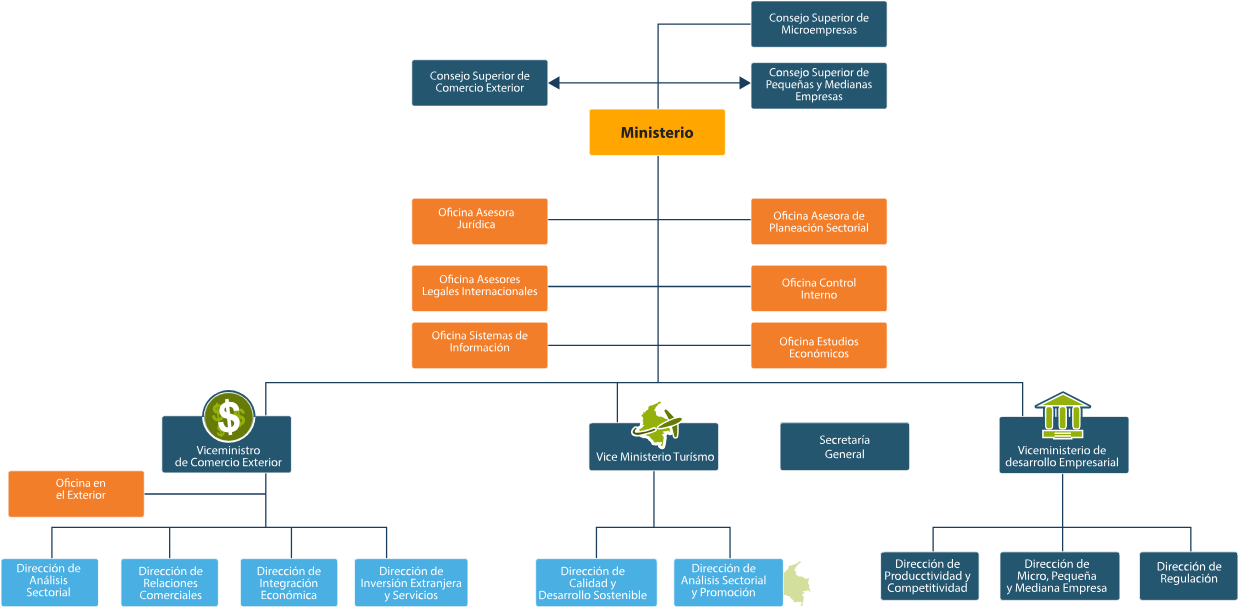 Consejo Superior de
Microempresas
Consejo Superior de
Comercio Exterior
Consejo Superior de
Pequeñas y Medianas
Empresas
Ministerio
Oficina Asesora
Jurídica
Oficina Asesora de
Planeación Sectorial
Oficina Asesores
Legales Internacionales
Oficina Control
Interno
Oficina Sistemas de
Información
Oficina Estudios
Económicos
$
Viceministro
de Comercio Exterior
Vice Ministerio Turísmo
Secretaría
General
Viceministerio de
desarrollo Empresarial
Oficina en
el Exterior
Dirección de
Análisis
Sectorial
Dirección de
Relaciones
Comerciales
Dirección de
Integración
Económica
Dirección de
Inversión Extranjera
y Servicios
Dirección de
Calidad y
Desarrollo Sostenible
Dirección de
Análisis Sectorial
y Promoción
Dirección de
Producctividad y
Competitividad
Dirección de
Micro, Pequeña
y Mediana Empresa
Dirección de
Regulación